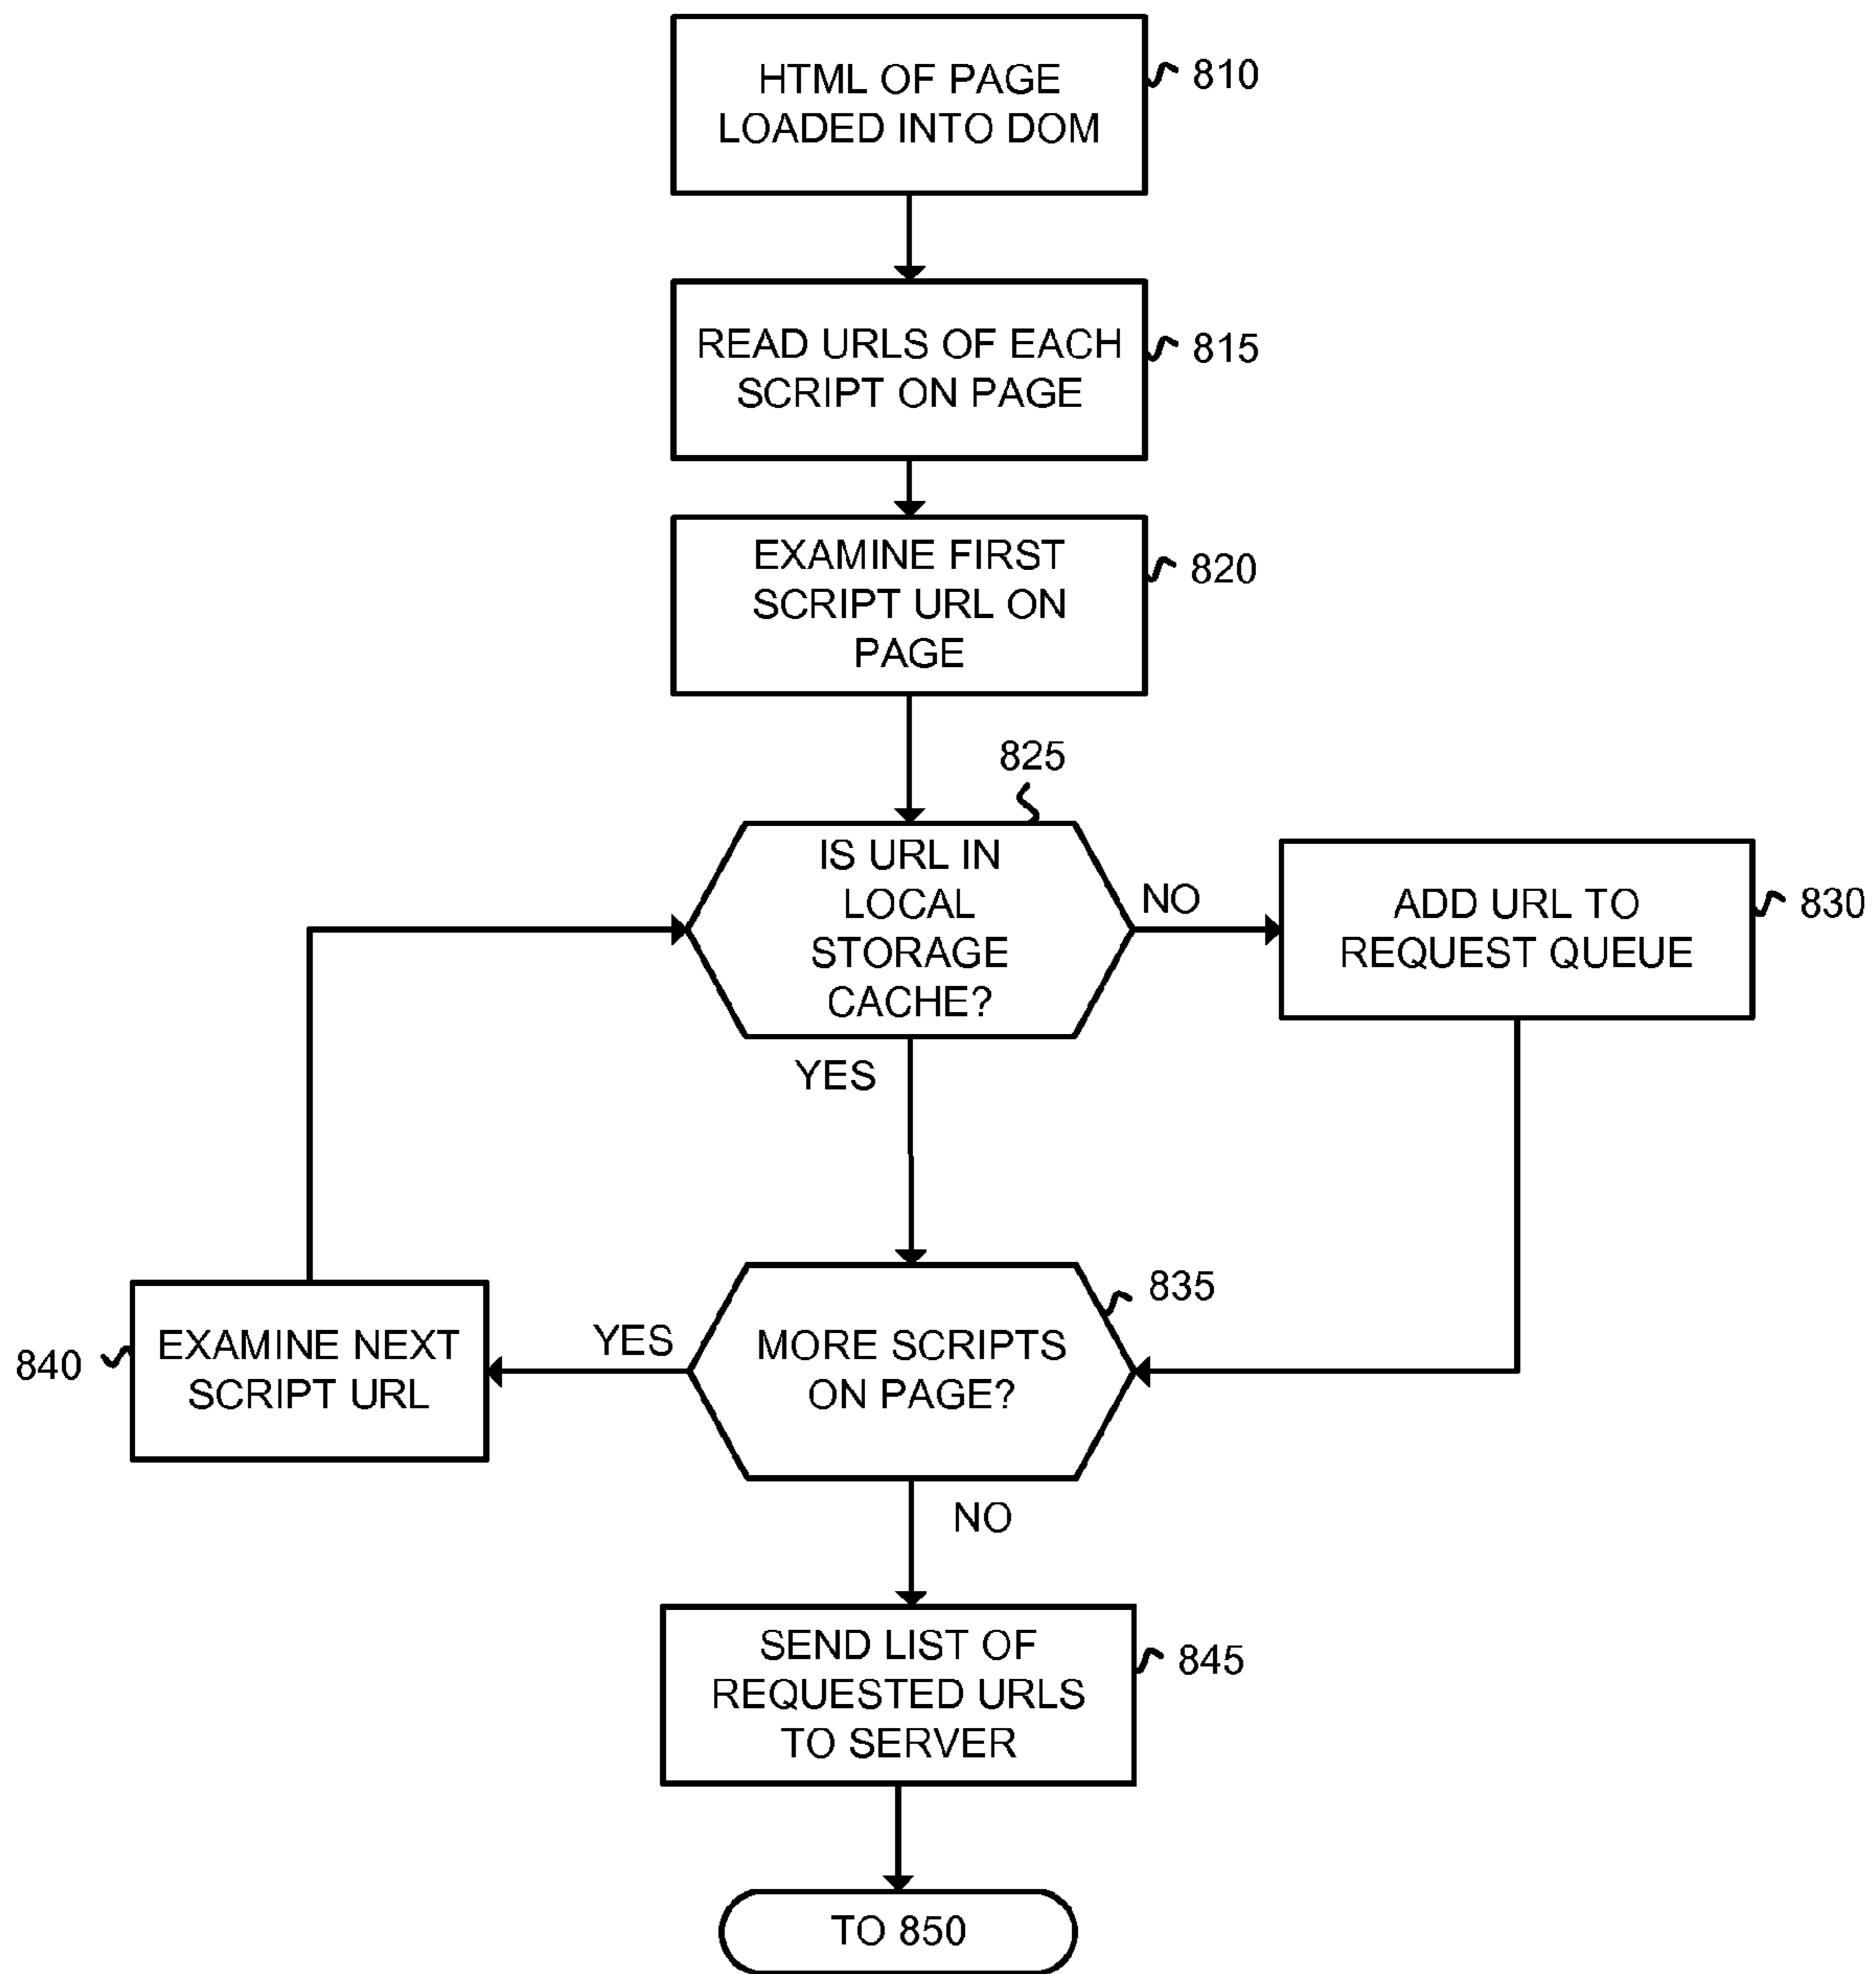 HTML OF PAGE
LOADED INTO DOM
810
READ URLS OF EACH
SCRIPT ON PAGE
815
EXAMINE FIRST
SCRIPT URL ON
PAGE
820
825
IS URL IN
LOCAL
STORAGE
CACHE?
NO
ADD URL TO
REQUEST QUEUE
830
YES
835
MORE SCRIPTS
ON PAGE?
YES
EXAMINE NEXT
SCRIPT URL
840
NO
SEND LIST OF
REQUESTED URLS
TO SERVER
845
TO 850